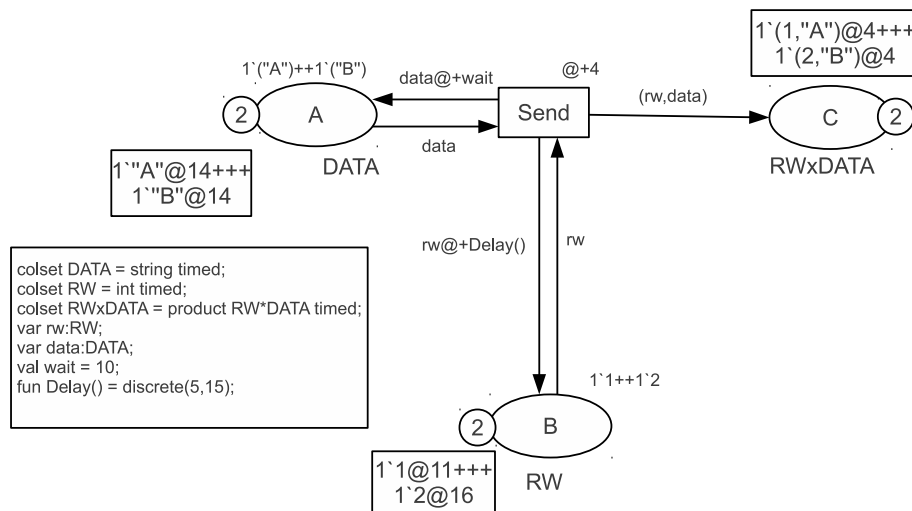 1`("A")++1`("B")
data@+wait
@+4
1`(1,"A")@4+++
1`(2,"B")@4
2
A
Send
(rw,data)
C
2
data
DATA
RWxDATA
1`"A"@14+++
1`"B"@14
rw@+Delay()
rw
colset DATA = string timed;
colset RW = int timed;
colset RWxDATA = product RW*DATA timed;
var rw:RW;
var data:DATA;
val wait = 10;
fun Delay() = discrete(5,15);
1`1++1`2
2
B
1`1@11+++
1`2@16
RW